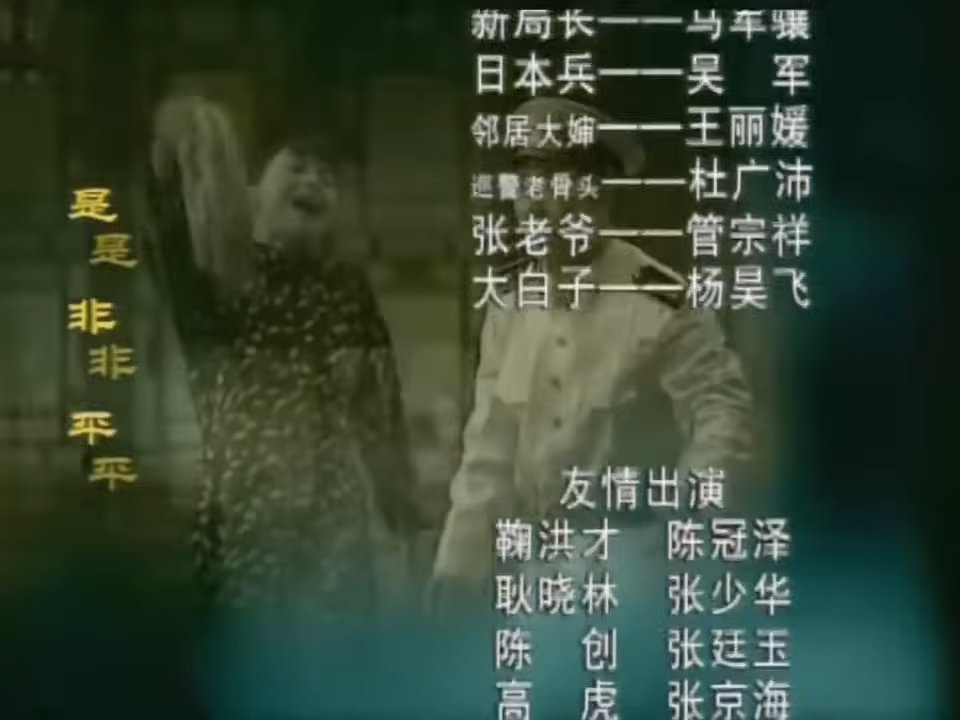 新局长——马军骧
日本兵——吴 军
邻居大婶——王丽媛
巡警老骨头——杜广沛
张老爷——管宗祥
大白子——杨昊飞
友情出演
鞠洪才 陈冠泽
耿晓林 张少华
陈 创 张廷玉
高 虎 张京海
是
是
非
非
平
平